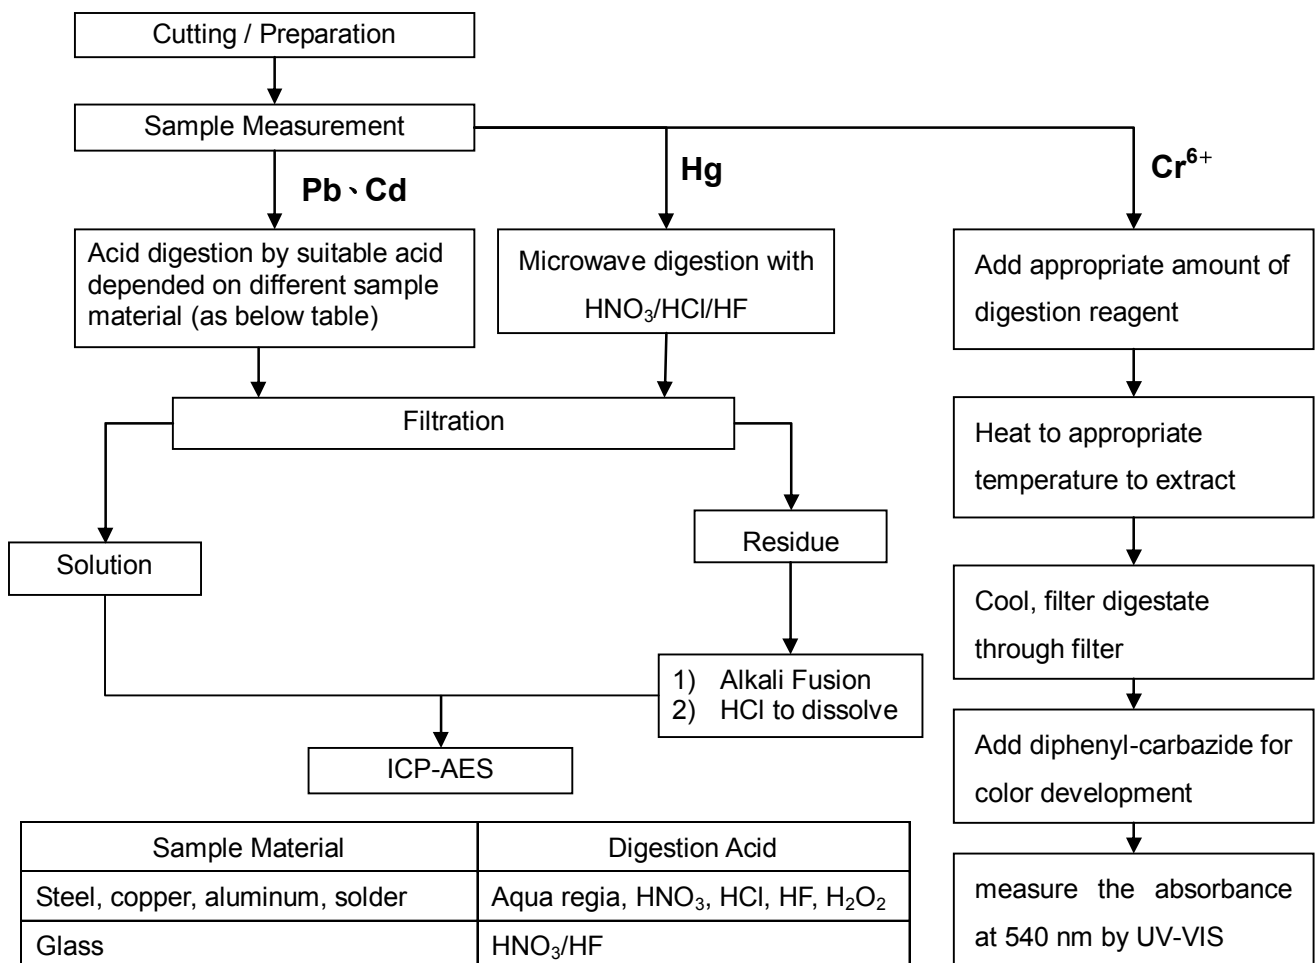 Cutting / Preparation
Sample Measurement
Pb、Cd
Hg
Cr⁶⁺
Acid digestion by suitable acid
depended on different sample
material (as below table)
Microwave digestion with
HNO₃/HCl/HF
Add appropriate amount of
digestion reagent
Filtration
Heat to appropriate
temperature to extract
Solution
Residue
Cool, filter digestate
through filter
1) Alkali Fusion
2) HCl to dissolve
ICP-AES
Add diphenyl-carbazide for
color development
measure the absorbance
at 540 nm by UV-VIS
Sample Material Digestion Acid
Steel, copper, aluminum, solder Aqua regia, HNO₃, HCl, HF, H₂O₂
Glass HNO₃/HF